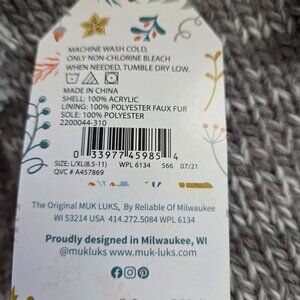 MACHINE WASH COLD,
ONLY NON-CHLORINE BLEACH
WHEN NEEDED, TUMBLE DRY LOW.
MADE IN CHINA
SHELL: 100% ACRYLIC
LINING: 100% POLYESTER FAUX FUR
SOLE: 100% POLYESTER
2200044-310
0 33977 45985 4
SIZE: L/XL(8.5-11) WPL 6134 S66 07/21
QVC # A457869
The Original MUK LUKS, By Reliable Of Milwaukee
WI 53214 USA 414.272.5084 WPL 6134
Proudly designed in Milwaukee, WI
@mukluks www.muk-luks.com